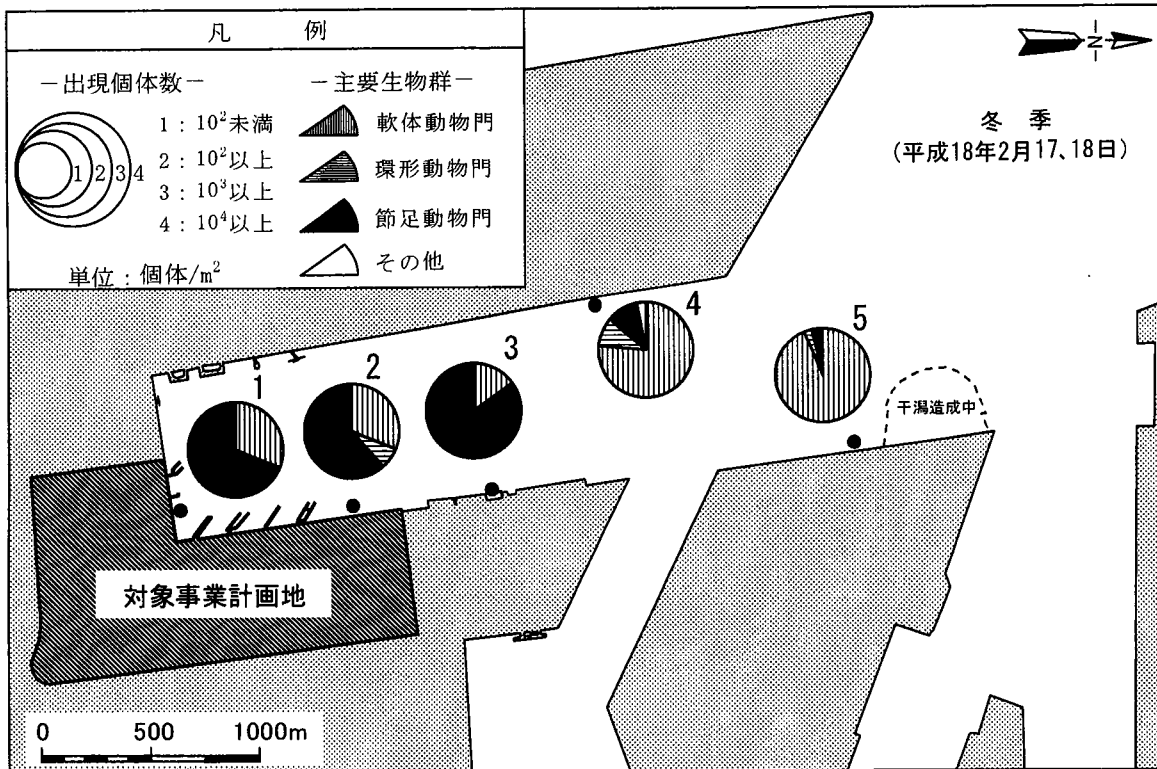 凡 例
－出現個体数－
1 2 3 4
1 : 10²未満
2 : 10²以上
3 : 10³以上
4 : 10⁴以上
単位 : 個体/m²
－主要生物群－
軟体動物門
環形動物門
節足動物門
その他
N
冬 季
(平成18年2月17、18日)
1
2
3
4
5
干潟造成中
対象事業計画地
0 500 1000m